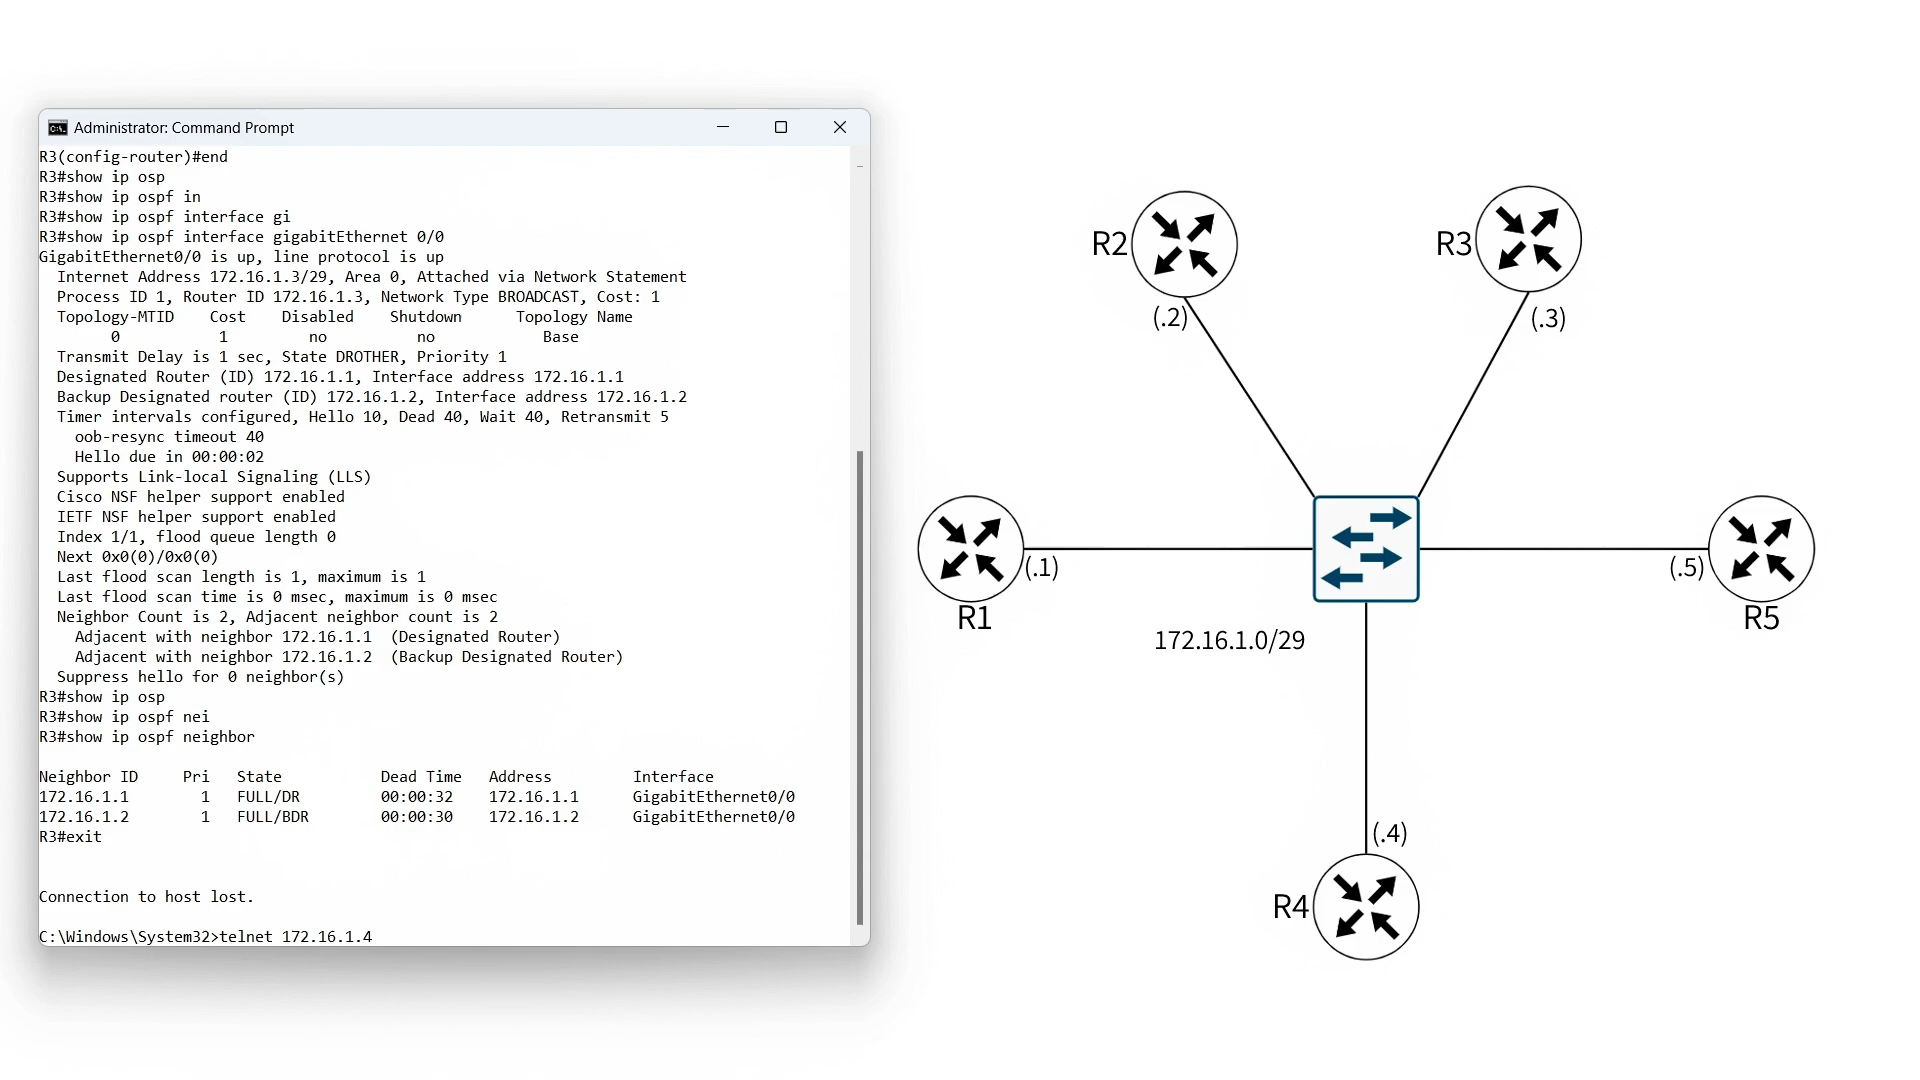 Administrator: Command Prompt
R3(config-router)#end
R3#show ip osp
R3#show ip ospf in
R3#show ip ospf interface gi
R3#show ip ospf interface gigabitEthernet 0/0
GigabitEthernet0/0 is up, line protocol is up
  Internet Address 172.16.1.3/29, Area 0, Attached via Network Statement
  Process ID 1, Router ID 172.16.1.3, Network Type BROADCAST, Cost: 1
  Topology-MTID    Cost    Disabled    Shutdown      Topology Name
        0           1         no          no            Base
  Transmit Delay is 1 sec, State DROTHER, Priority 1
  Designated Router (ID) 172.16.1.1, Interface address 172.16.1.1
  Backup Designated router (ID) 172.16.1.2, Interface address 172.16.1.2
  Timer intervals configured, Hello 10, Dead 40, Wait 40, Retransmit 5
    oob-resync timeout 40
    Hello due in 00:00:02
  Supports Link-local Signaling (LLS)
  Cisco NSF helper support enabled
  IETF NSF helper support enabled
  Index 1/1, flood queue length 0
  Next 0x0(0)/0x0(0)
  Last flood scan length is 1, maximum is 1
  Last flood scan time is 0 msec, maximum is 0 msec
  Neighbor Count is 2, Adjacent neighbor count is 2
    Adjacent with neighbor 172.16.1.1  (Designated Router)
    Adjacent with neighbor 172.16.1.2  (Backup Designated Router)
  Suppress hello for 0 neighbor(s)
R3#show ip osp
R3#show ip ospf nei
R3#show ip ospf neighbor
Neighbor ID     Pri   State           Dead Time   Address         Interface
172.16.1.1        1   FULL/DR         00:00:32    172.16.1.1      GigabitEthernet0/0
172.16.1.2        1   FULL/BDR        00:00:30    172.16.1.2      GigabitEthernet0/0
R3#exit
Connection to host lost.
C:\Windows\System32>telnet 172.16.1.4
R2
R3
(.2)
(.3)
(.1)
(.5)
R1
R5
172.16.1.0/29
(.4)
R4